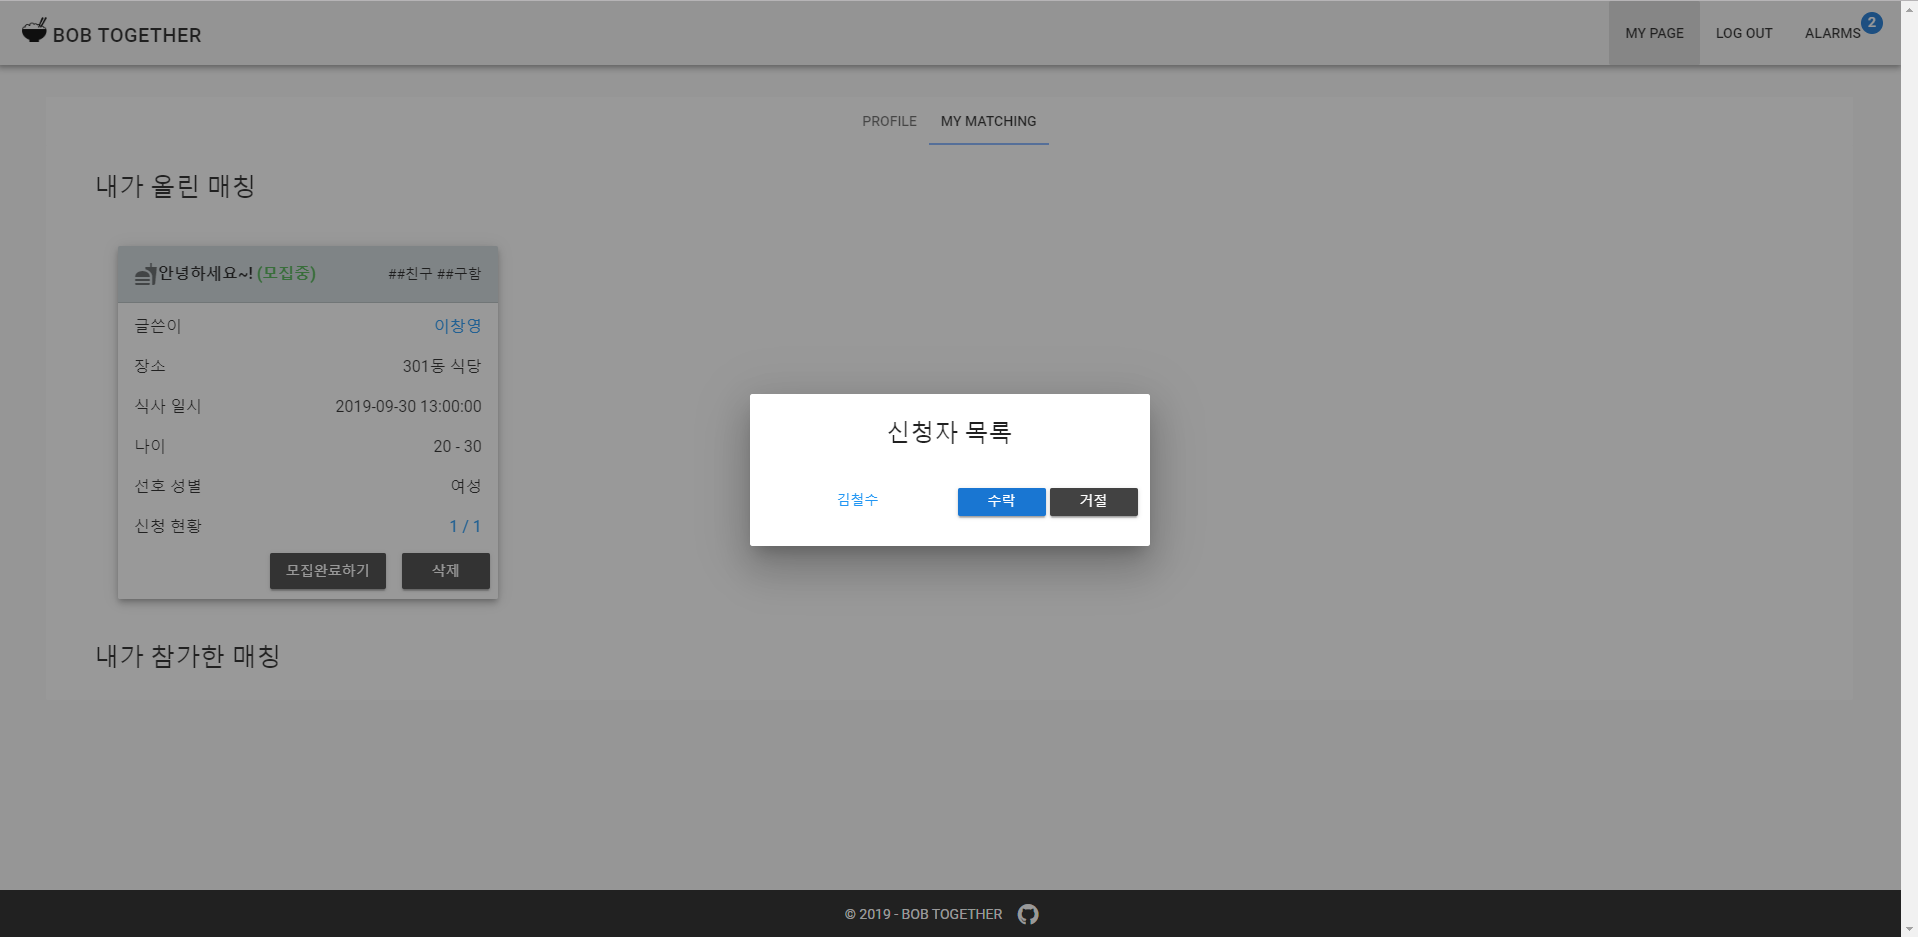 BOB TOGETHER
MY PAGE
LOG OUT
ALARMS
2
PROFILE
MY MATCHING
내가 올린 매칭
안녕하세요~! (모집중) ##친구 ##구함
글쓴이 이창영
장소 301동 식당
식사 일시 2019-09-30 13:00:00
나이 20 - 30
선호 성별 여성
신청 현황 1 / 1
모집완료하기 삭제
신청자 목록
김철수 수락 거절
내가 참가한 매칭
© 2019 - BOB TOGETHER